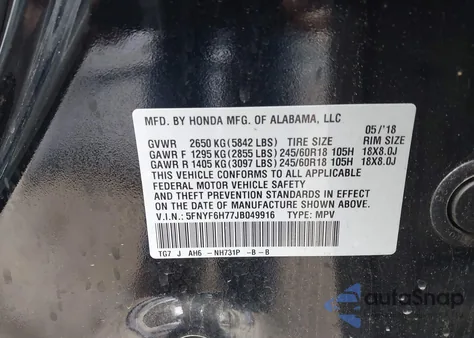 MFD. BY HONDA MFG. OF ALABAMA, LLC
05/'18
GVWR 2650 KG (5842 LBS) TIRE SIZE RIM SIZE
GAWR F 1295 KG (2855 LBS) 245/60R18 105H 18X8.0J
GAWR R 1405 KG (3097 LBS) 245/60R18 105H 18X8.0J
THIS VEHICLE CONFORMS TO ALL APPLICABLE
FEDERAL MOTOR VEHICLE SAFETY
AND THEFT PREVENTION STANDARDS IN EFFECT
ON THE DATE OF MANUFACTURE SHOWN ABOVE.
V.I.N.: 5FNYF6H77JB049916 TYPE: MPV
TG7 J AH6 -NH731P -B-B
autoSnap